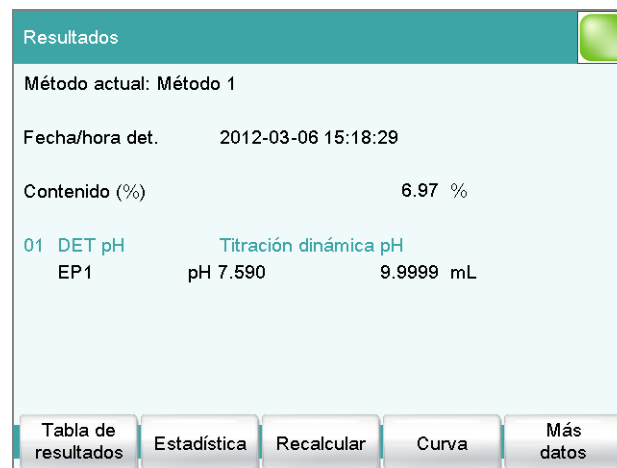 Resultados
Método actual: Método 1
Fecha/hora det. 2012-03-06 15:18:29
Contenido (%) 6.97 %
01 DET pH Titración dinámica pH
EP1 pH 7.590 9.9999 mL
Tabla de resultados Estadística Recalcular Curva Más datos